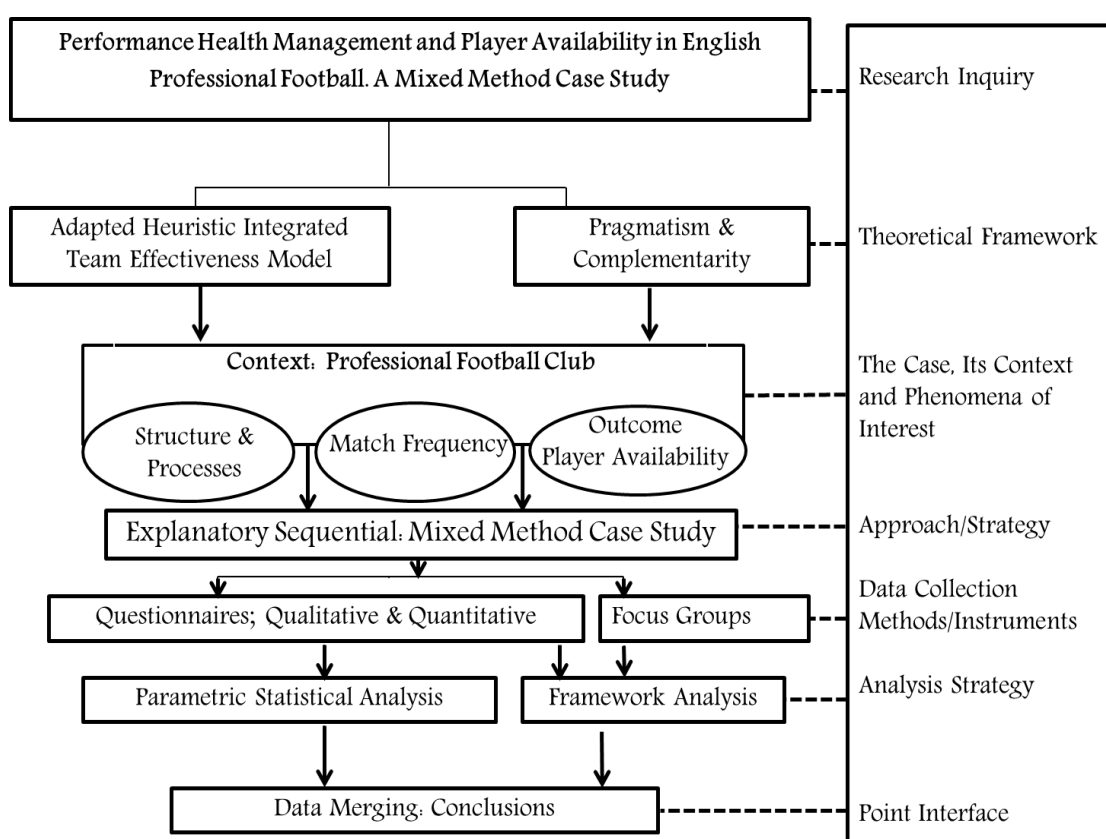 Performance Health Management and Player Availability in English
Professional Football. A Mixed Method Case Study
Research Inquiry
Adapted Heuristic Integrated
Team Effectiveness Model
Pragmatism &
Complementarity
Theoretical Framework
Context: Professional Football Club
The Case, Its Context
and Phenomena of
Interest
Structure &
Processes
Match Frequency
Outcome
Player Availability
Explanatory Sequential: Mixed Method Case Study
Approach/Strategy
Questionnaires; Qualitative & Quantitative
Focus Groups
Data Collection
Methods/Instruments
Parametric Statistical Analysis
Framework Analysis
Analysis Strategy
Data Merging: Conclusions
Point Interface